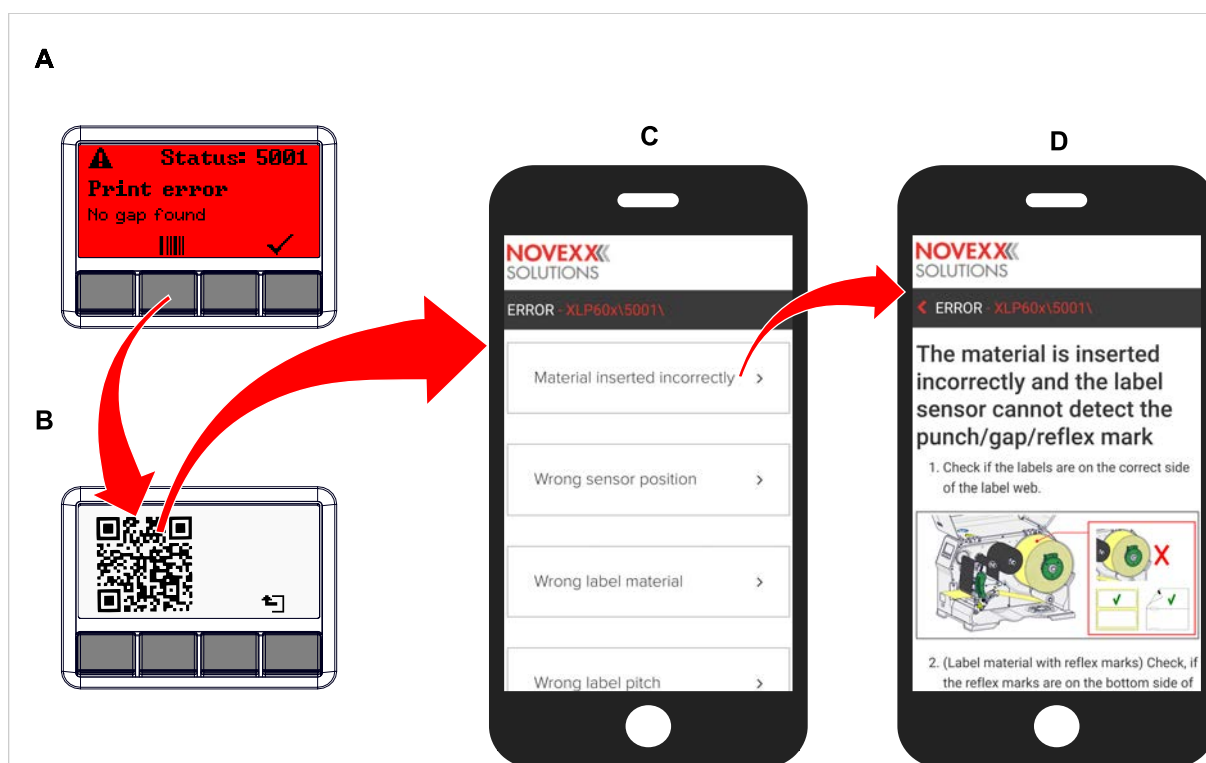 A
Status: 5001
Print error
No gap found
B
C
NOVEXX
SOLUTIONS
ERROR - XLP60x\5001\
Material inserted incorrectly
Wrong sensor position
Wrong label material
Wrong label pitch
D
NOVEXX
SOLUTIONS
ERROR - XLP60x\5001\
The material is inserted
incorrectly and the label
sensor cannot detect the
punch/gap/reflex mark
1. Check if the labels are on the correct side
of the label web.
X
2. (Label material with reflex marks) Check, if
the reflex marks are on the bottom side of